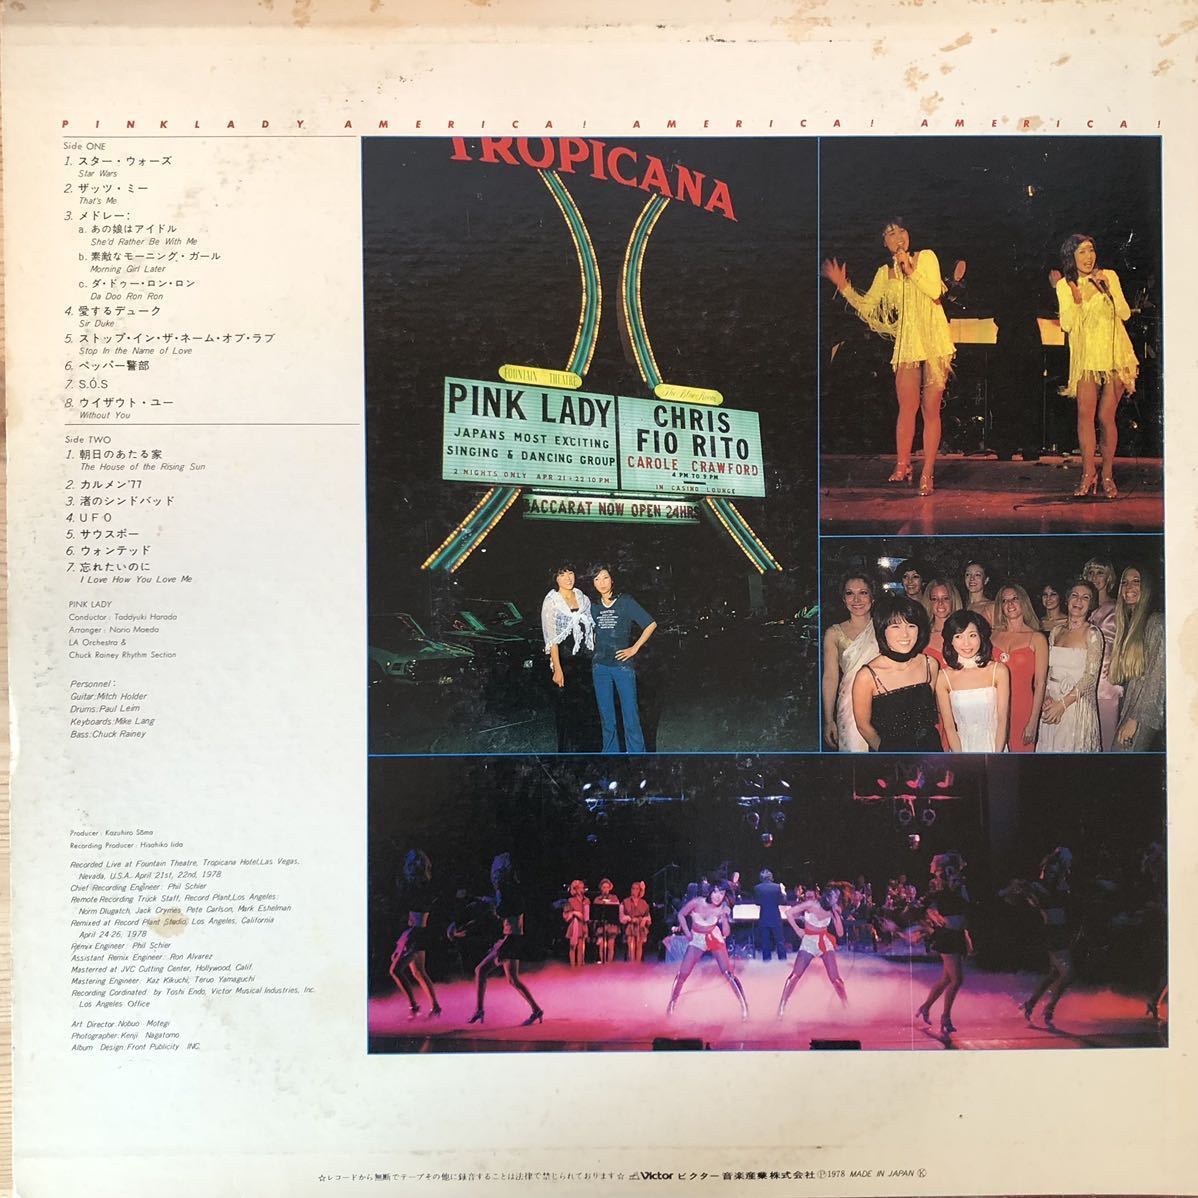 PINK LADY AMERICA! AMERICA! AMERICA!
Side ONE
1. スター・ウォーズ
Star Wars
2. ザッツ・ミー
That's Me
3. メドレー：
a. あの娘はアイドル
She'd Rather Be With Me
b. 素敵なモーニング・ガール
Morning Girl Later
c. ダ・ドゥー・ロン・ロン
Da Doo Ron Ron
4. 愛するデューク
Sir Duke
5. ストップ・イン・ザ・ネーム・オブ・ラブ
Stop In the Name of Love
6. ペッパー警部
7. S.O.S
8. ウイザウト・ユー
Without You
Side TWO
1. 朝日のあたる家
The House of the Rising Sun
2. カルメン'77
3. 渚のシンドバッド
4. UFO
5. サウスポー
6. ウォンテッド
7. 忘れたいのに
I Love How You Love Me
PINK LADY
Conductor : Taddyuki Harada
Arranger : Norio Maeda
LA Orchestra &
Chuck Rainey Rhythm Section
Personnel :
Guitar: Mitch Holder
Drums: Paul Leim
Keyboards: Mike Lang
Bass: Chuck Rainey
Producer : Kazuhiro Sōma
Recording Producer : Hisahiko Iida
Recorded Live at Fountain Theatre, Tropicana Hotel, Las Vegas,
Nevada, U.S.A. April 21st, 22nd, 1978
Chief Recording Engineer : Phil Schier
Remote Recording Truck Staff, Record Plant, Los Angeles:
Norm Dlugatch, Jack Crymes, Pete Carlson, Mark Eshelman
Remixed at Record Plant Studio, Los Angeles, California
April 24-26, 1978
Remix Engineer : Phil Schier
Assistant Remix Engineer : Ron Alvarez
Masterred at JVC Cutting Center, Hollywood, Calif.
Mastering Engineer : Kaz Kikuchi, Teruo Yamaguchi
Recording Cordinated by Toshi Endo, Victor Musical Industries, Inc.
Los Angeles Office
Art Director: Nobuo Motegi
Photographer: Kenji Nagatomo
Album Design: Front Publicity INC.
TROPICANA
FOUNTAIN THEATRE
PINK LADY
JAPANS MOST EXCITING
SINGING & DANCING GROUP
2 NIGHTS ONLY APR 21 & 22 10 PM
The Blue Room
CHRIS
FIO RITO
CAROLE CRAWFORD
4 PM TO 9 PM
IN CASINO LOUNGE
BACCARAT NOW OPEN 24HRS
☆レコードから無断でテープその他に録音することは法律で禁じられております☆ Victor ビクター音楽産業株式会社 Ⓟ1978 MADE IN JAPAN Ⓚ